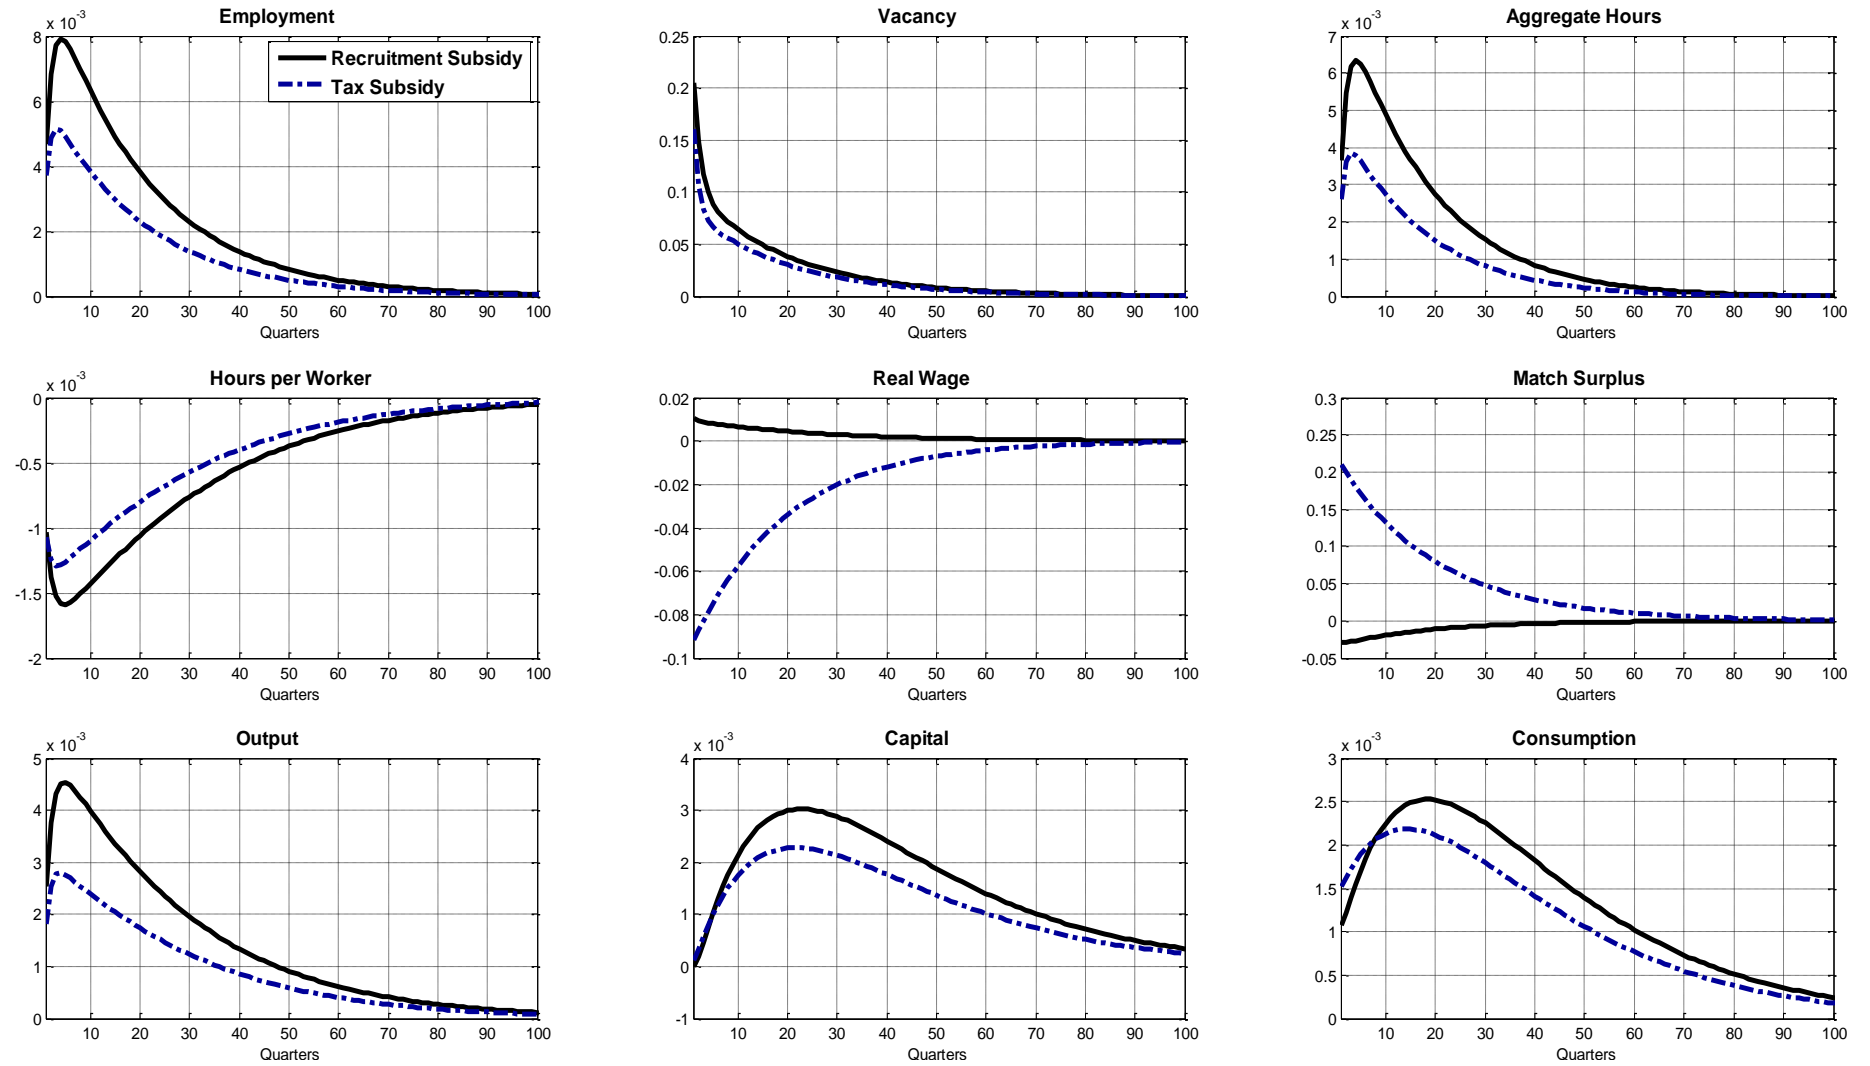 Employment
x 10-3
8
6
4
2
0
Recruitment Subsidy
Tax Subsidy
10 20 30 40 50 60 70 80 90 100
Quarters
Vacancy
0.25
0.2
0.15
0.1
0.05
0
10 20 30 40 50 60 70 80 90 100
Quarters
Aggregate Hours
x 10-3
7
6
5
4
3
2
1
0
10 20 30 40 50 60 70 80 90 100
Quarters
Hours per Worker
x 10-3
0
-0.5
-1
-1.5
-2
10 20 30 40 50 60 70 80 90 100
Quarters
Real Wage
0.02
0
-0.02
-0.04
-0.06
-0.08
-0.1
10 20 30 40 50 60 70 80 90 100
Quarters
Match Surplus
0.3
0.25
0.2
0.15
0.1
0.05
0
-0.05
10 20 30 40 50 60 70 80 90 100
Quarters
Output
x 10-3
5
4
3
2
1
0
10 20 30 40 50 60 70 80 90 100
Quarters
Capital
x 10-3
4
3
2
1
0
-1
10 20 30 40 50 60 70 80 90 100
Quarters
Consumption
x 10-3
3
2.5
2
1.5
1
0.5
0
10 20 30 40 50 60 70 80 90 100
Quarters